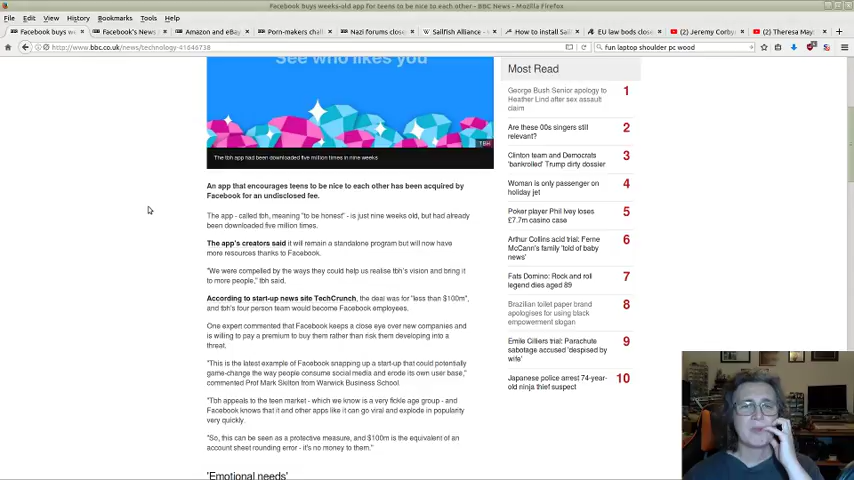 Facebook buys weeks-old app for teens to be nice to each other - BBC News - Mozilla Firefox
File Edit View History Bookmarks Tools Help
Facebook buys we... Facebook's News... Amazon and eBa... Porn-makers chal... Nazi forums close... Sailfish Alliance - ... How to install Sai... EU law bods clos... (2) Jeremy Corby... (2) Theresa May...
http://www.bbc.co.uk/news/technology-41646738
fun laptop shoulder pc wood
See who likes you
TBH
The tbh app had been downloaded five million times in nine weeks
An app that encourages teens to be nice to each other has been acquired by
Facebook for an undisclosed fee.
The app - called tbh, meaning "to be honest" - is just nine weeks old, but had already
been downloaded five million times.
The app's creators said it will remain a standalone program but will now have
more resources thanks to Facebook.
"We were compelled by the ways they could help us realise tbh's vision and bring it
to more people," tbh said.
According to start-up news site TechCrunch, the deal was for "less than $100m",
and tbh's four person team would become Facebook employees.
One expert commented that Facebook keeps a close eye over new companies and
is willing to pay a premium to buy them rather than risk them developing into a
threat.
"This is the latest example of Facebook snapping up a start-up that could potentially
game-change the way people consume social media and erode its own user base,"
commented Prof Mark Skilton from Warwick Business School.
"Tbh appeals to the teen market - which we know is a very fickle age group - and
Facebook knows that it and other apps like it can go viral and explode in popularity
very quickly.
"So, this can be seen as a protective measure, and $100m is the equivalent of an
account sheet rounding error - it's no money to them."
'Emotional needs'
Most Read
George Bush Senior apology to 1
Heather Lind after sex assault
claim
Are these 00s singers still 2
relevant?
Clinton team and Democrats 3
'bankrolled' Trump dirty dossier
Woman is only passenger on 4
holiday jet
Poker player Phil Ivey loses 5
£7.7m casino case
Arthur Collins acid trial: Ferne 6
McCann's family 'told of baby
news'
Fats Domino: Rock and roll 7
legend dies aged 89
Brazilian toilet paper brand 8
apologises for using black
empowerment slogan
Emile Cilliers trial: Parachute 9
sabotage accused 'despised by
wife'
Japanese police arrest 74-year- 10
old ninja thief suspect